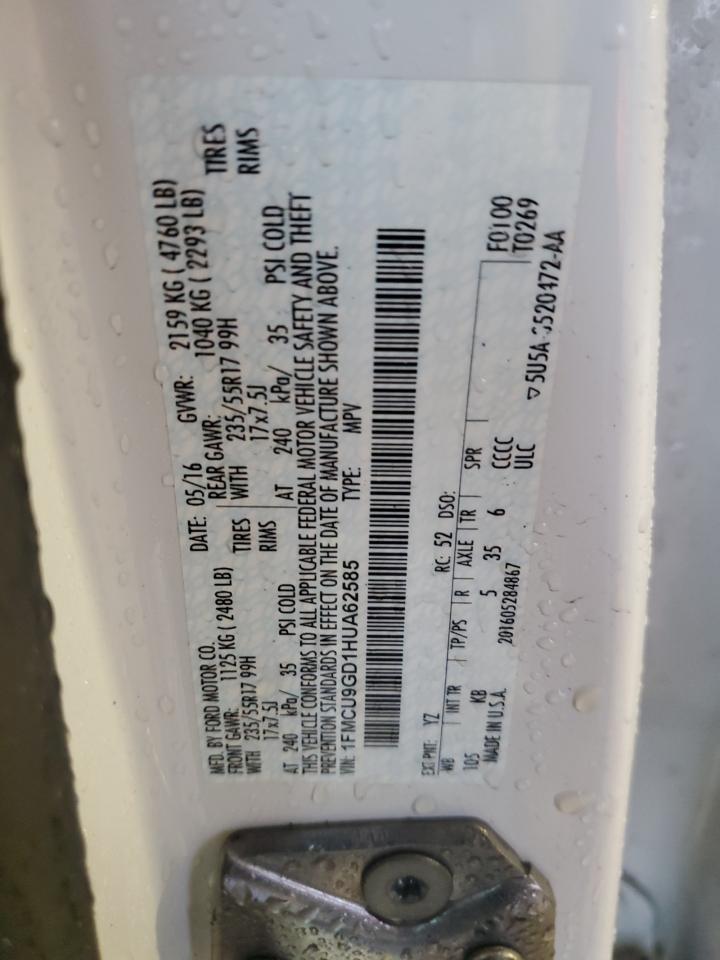 MFD. BY FORD MOTOR CO.
DATE: 05/16 GVWR: 2159 KG ( 4760 LB)
FRONT GAWR: 1125 KG ( 2480 LB) REAR GAWR: 1040 KG ( 2293 LB)
WITH 235/55R17 99H TIRES WITH 235/55R17 99H TIRES
17x7.5J RIMS 17x7.5J RIMS
AT 240 kPa/ 35 PSI COLD AT 240 kPa/ 35 PSI COLD
THIS VEHICLE CONFORMS TO ALL APPLICABLE FEDERAL MOTOR VEHICLE SAFETY AND THEFT
PREVENTION STANDARDS IN EFFECT ON THE DATE OF MANUFACTURE SHOWN ABOVE.
VIN: 1FMCU9GD1HUA62585 TYPE: MPV
EXT PNT: YZ RC: 52 DSO: F0100
WB INT TR TP/PS R AXLE TR SPR T0269
105 KB 5 35 6 CCCC
MADE IN U.S.A. 201605284867 ULC